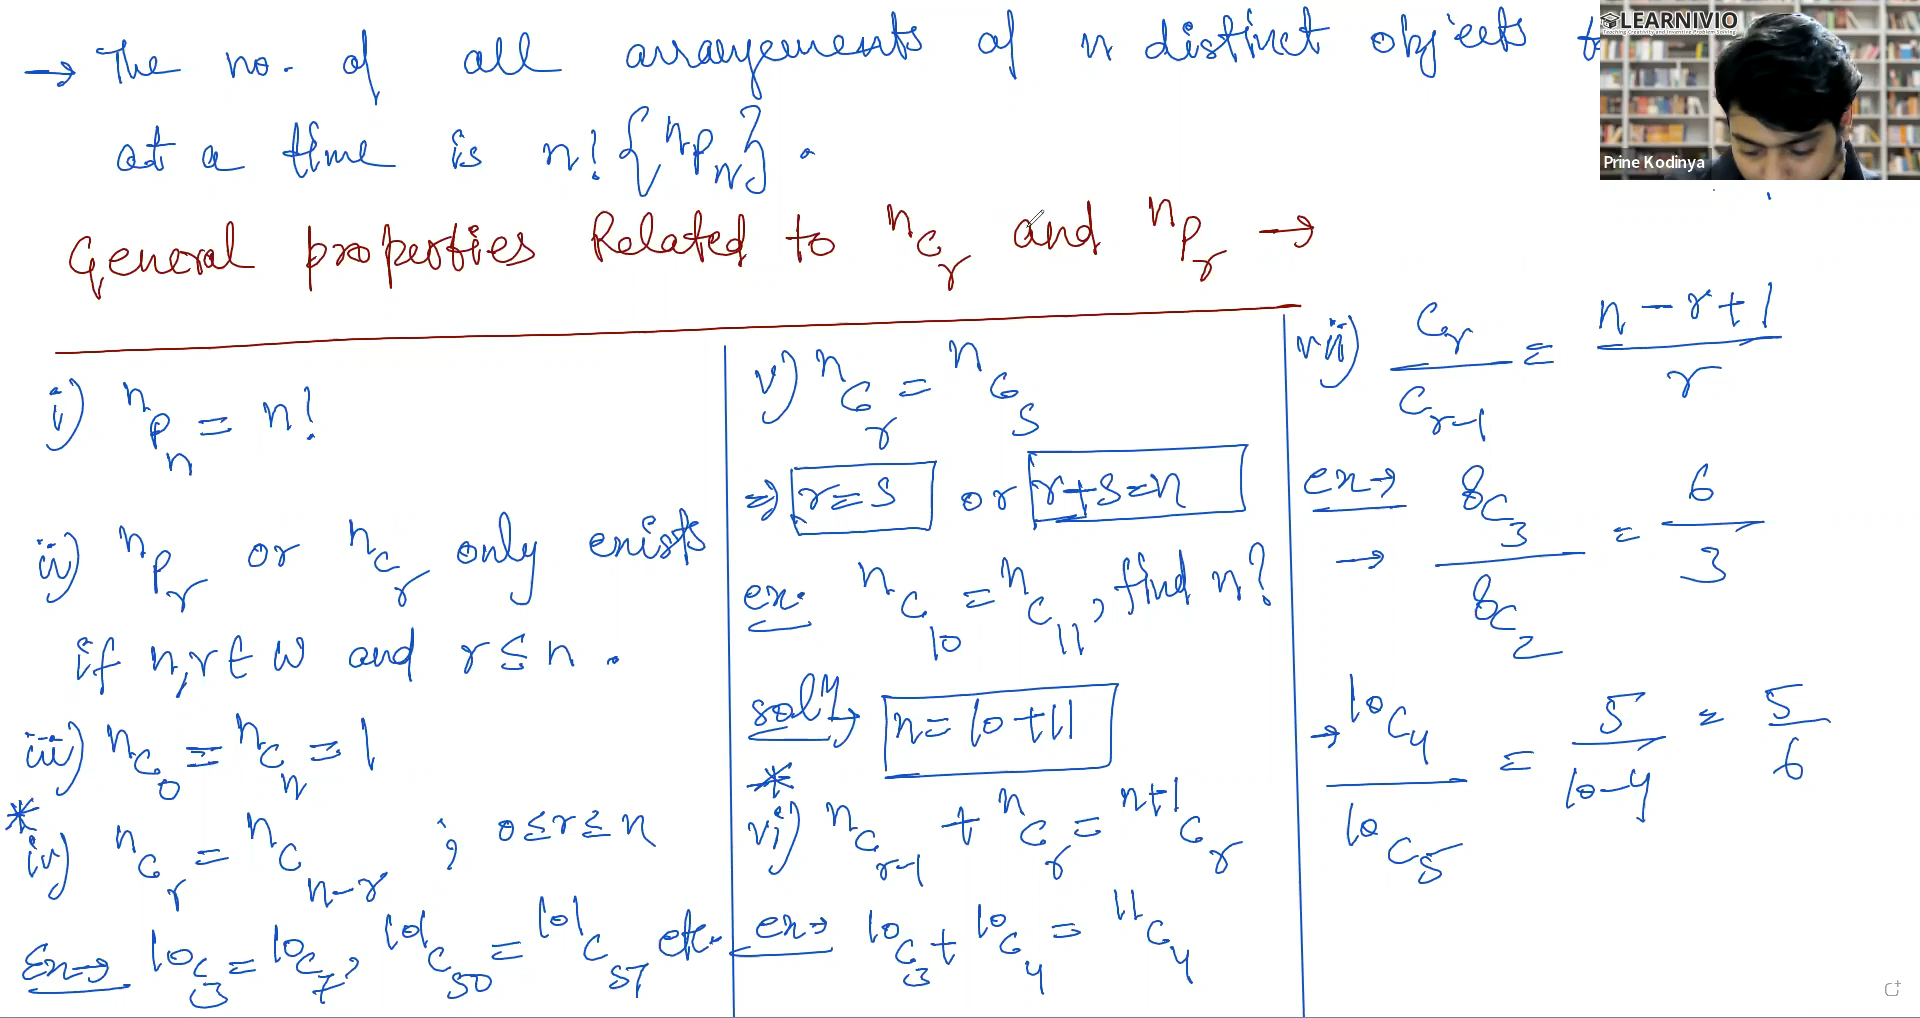 → The no. of all arrangements of n distinct objects
at a time is n! {ⁿPₙ}.
General properties Related to ⁿCᵣ and ⁿPᵣ →
i) ⁿPₙ = n!
ii) ⁿPᵣ or ⁿCᵣ only exists
if n, r ∈ W and r ≤ n.
iii) ⁿC₀ = ⁿCₙ = 1
* iv) ⁿCᵣ = ⁿCₙ₋ᵣ ; 0 ≤ r ≤ n
Ex→ ¹⁰C₃ = ¹⁰C₇, ¹⁰¹C₅₀ = ¹⁰¹C₅₁ etc.
v) ⁿCᵣ = ⁿCₛ
⇒ r = s or r + s = n
ex. ⁿC₁₀ = ⁿC₁₁, find n?
solⁿ→ n = 10 + 11
* vi) ⁿCᵣ₋₁ + ⁿCᵣ = ⁿ⁺¹Cᵣ
ex→ ¹⁰C₃ + ¹⁰C₄ = ¹¹C₄
vii) Cᵣ / Cᵣ₋₁ = (n - r + 1) / r
ex→
→ ⁸C₃ / ⁸C₂ = 6 / 3
→ ¹⁰C₄ / ¹⁰C₅ = 5 / 10-4 = 5 / 6
LEARNIVIO
Prine Kodinya